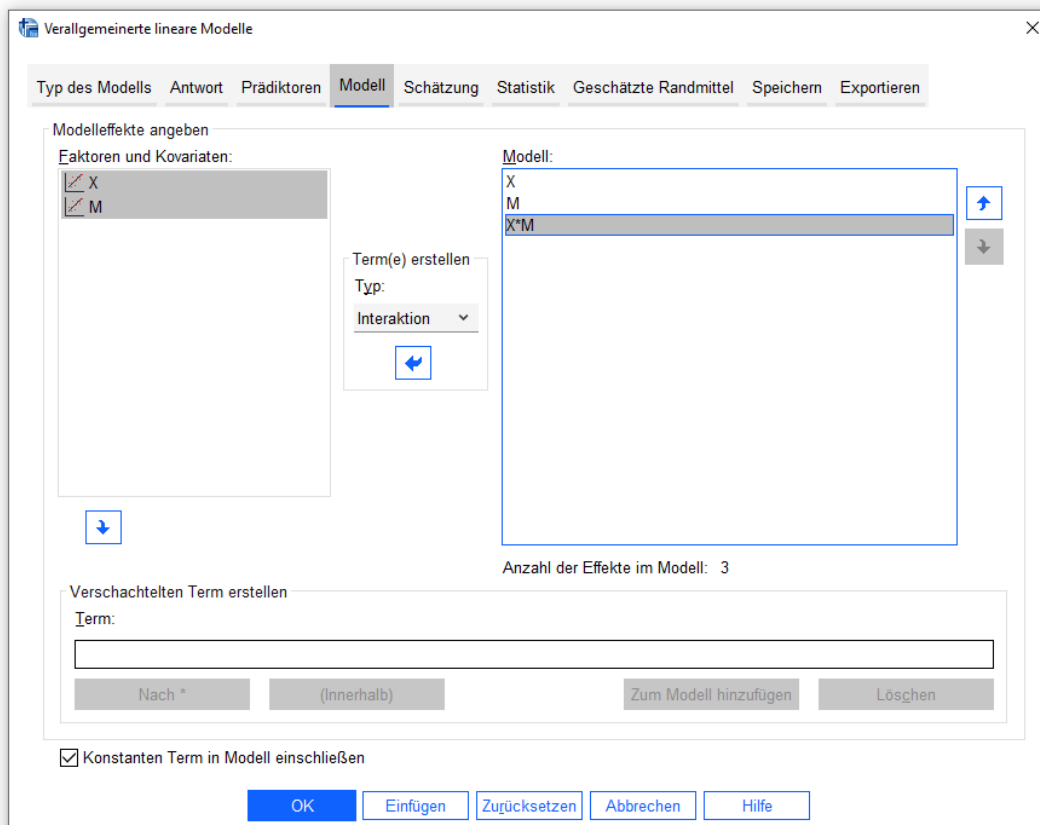 Verallgemeinerte lineare Modelle
Typ des Modells Antwort Prädiktoren Modell Schätzung Statistik Geschätzte Randmittel Speichern Exportieren
Modelleffekte angeben
Faktoren und Kovariaten:
X
M
Term(e) erstellen
Typ:
Interaktion
Modell:
X
M
X*M
Anzahl der Effekte im Modell: 3
Verschachtelten Term erstellen
Term:
Nach * (Innerhalb) Zum Modell hinzufügen Löschen
Konstanten Term in Modell einschließen
OK Einfügen Zurücksetzen Abbrechen Hilfe